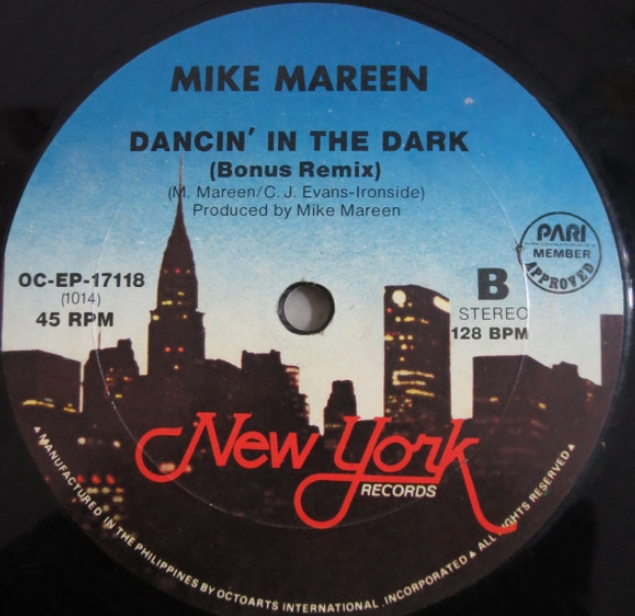 MIKE MAREEN
DANCIN' IN THE DARK
(Bonus Remix)
(M. Mareen/C. J. Evans-Ironside)
Produced by Mike Mareen
PARI
MEMBER
APPROVED
OC-EP-17118
(1014)
45 RPM
B
STEREO
128 BPM
New York
RECORDS
▲ MANUFACTURED IN THE PHILIPPINES BY OCTOARTS INTERNATIONAL, INCORPORATED ▲ ALL RIGHTS RESERVED ▲